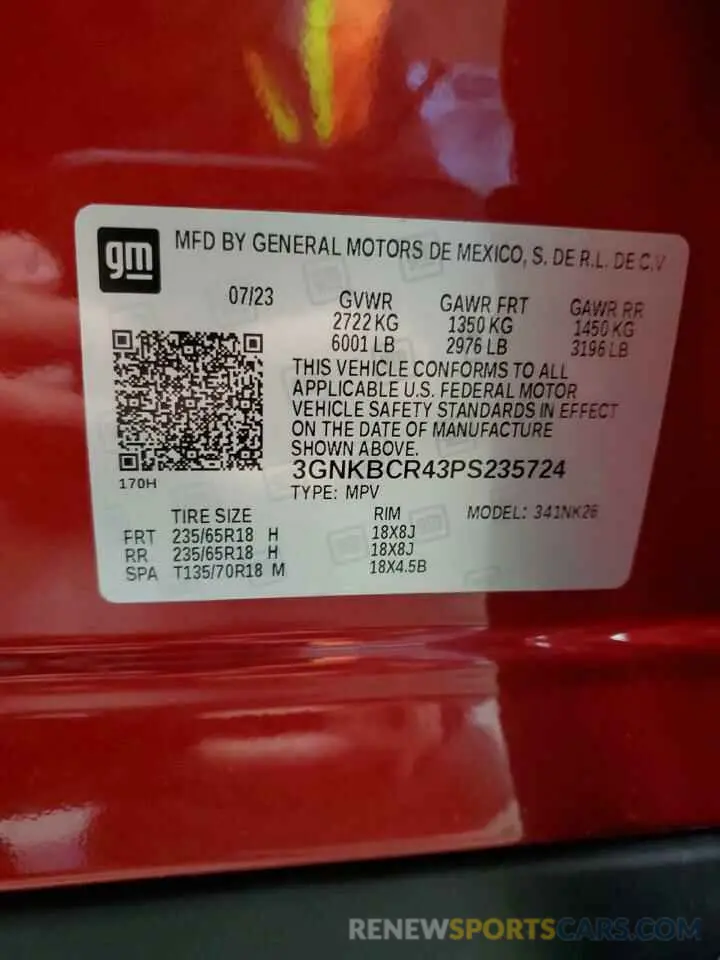 gm
MFD BY GENERAL MOTORS DE MEXICO, S. DE R.L. DE C.V
07/23
GVWR
2722 KG
6001 LB
GAWR FRT
1350 KG
2976 LB
GAWR RR
1450 KG
3196 LB
THIS VEHICLE CONFORMS TO ALL
APPLICABLE U.S. FEDERAL MOTOR
VEHICLE SAFETY STANDARDS IN EFFECT
ON THE DATE OF MANUFACTURE
SHOWN ABOVE.
170H
3GNKBCR43PS235724
TYPE: MPV
MODEL: 341NK26
TIRE SIZE RIM
FRT 235/65R18 H 18X8J
RR 235/65R18 H 18X8J
SPA T135/70R18 M 18X4.5B
RENEWSPORTSCARS.COM